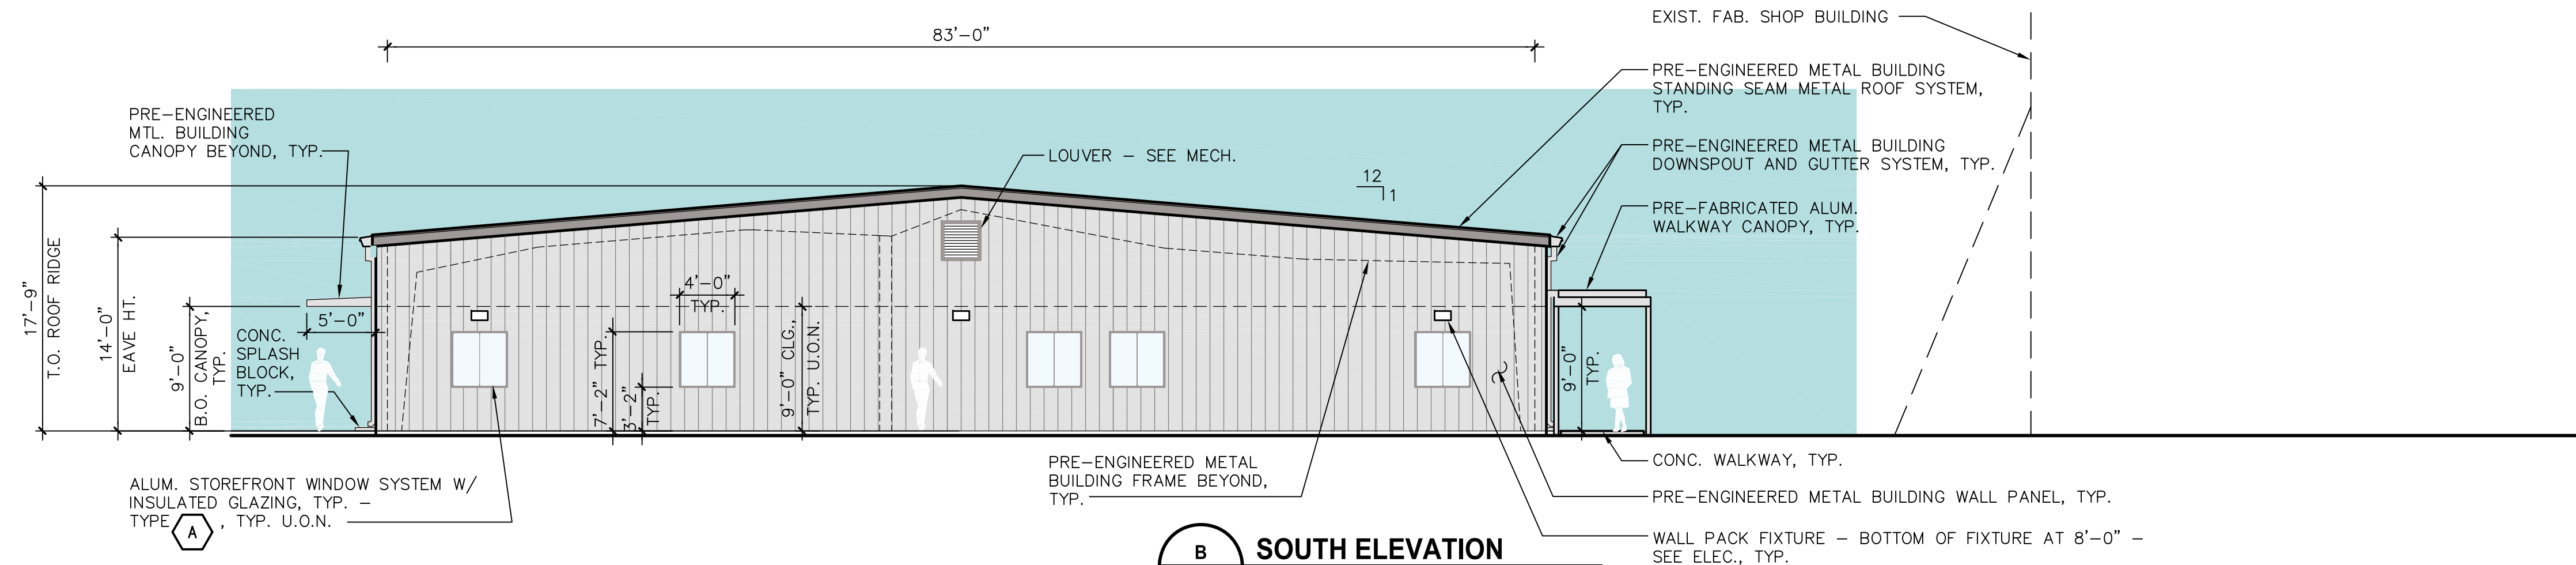 EXIST. FAB. SHOP BUILDING
83'-0"
PRE-ENGINEERED METAL BUILDING
STANDING SEAM METAL ROOF SYSTEM,
TYP.
PRE-ENGINEERED
MTL. BUILDING
CANOPY BEYOND, TYP.
LOUVER - SEE MECH.
12
1
PRE-ENGINEERED METAL BUILDING
DOWNSPOUT AND GUTTER SYSTEM, TYP.
PRE-FABRICATED ALUM.
WALKWAY CANOPY, TYP.
17'-9"
T.O. ROOF RIDGE
14'-0"
EAVE HT.
9'-0"
B.O. CANOPY,
TYP.
5'-0"
CONC.
SPLASH
BLOCK,
TYP.
4'-0"
TYP.
7'-2" TYP.
3'-2"
TYP.
9'-0" CLG.,
TYP. U.O.N.
9'-0"
TYP.
ALUM. STOREFRONT WINDOW SYSTEM W/
INSULATED GLAZING, TYP. -
TYPE A , TYP. U.O.N.
PRE-ENGINEERED METAL
BUILDING FRAME BEYOND,
TYP.
CONC. WALKWAY, TYP.
PRE-ENGINEERED METAL BUILDING WALL PANEL, TYP.
WALL PACK FIXTURE - BOTTOM OF FIXTURE AT 8'-0" -
SEE ELEC., TYP.
B
SOUTH ELEVATION